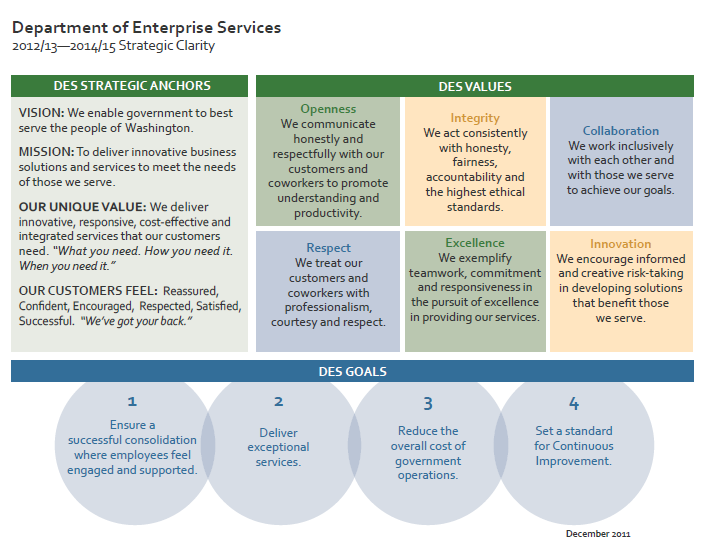 Department of Enterprise Services
2012/13—2014/15 Strategic Clarity
DES STRATEGIC ANCHORS
VISION: We enable government to best
serve the people of Washington.
MISSION: To deliver innovative business
solutions and services to meet the needs
of those we serve.
OUR UNIQUE VALUE: We deliver
innovative, responsive, cost-effective and
integrated services that our customers
need. "What you need. How you need it.
When you need it."
OUR CUSTOMERS FEEL: Reassured,
Confident, Encouraged, Respected, Satisfied,
Successful. "We've got your back."
DES VALUES
Openness
We communicate
honestly and
respectfully with our
customers and
coworkers to promote
understanding and
productivity.
Integrity
We act consistently
with honesty,
fairness,
accountability and
the highest ethical
standards.
Collaboration
We work inclusively
with each other and
with those we serve
to achieve our goals.
Respect
We treat our
customers and
coworkers with
professionalism,
courtesy and respect.
Excellence
We exemplify
teamwork, commitment
and responsiveness in
the pursuit of excellence
in providing our services.
Innovation
We encourage informed
and creative risk-taking
in developing solutions
that benefit those
we serve.
DES GOALS
1
Ensure a
successful consolidation
where employees feel
engaged and supported.
2
Deliver
exceptional
services.
3
Reduce the
overall cost of
government
operations.
4
Set a standard
for Continuous
Improvement.
December 2011